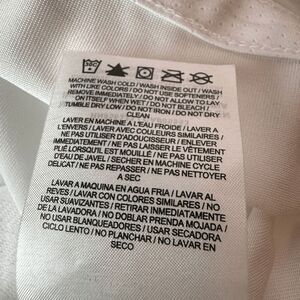 MACHINE WASH COLD / WASH INSIDE OUT / WASH
WITH LIKE COLORS / DO NOT USE SOFTENERS /
REMOVE IMMEDIATELY / DO NOT ALLOW TO LAY
ON ITSELF WHEN WET / DO NOT BLEACH /
TUMBLE DRY LOW / DO NOT IRON / DO NOT DRY
CLEAN
LAVER EN MACHINE A L'EAU FROIDE / LAVER A
L'ENVERS / LAVER AVEC COULEURS SIMILAIRES /
NE PAS UTILISER D'ADOUCISSEUR / ENLEVER
IMMÉDIATEMENT / NE PAS LAISSER LE VÊTEMENT
PLIÉ LORSQU'IL EST MOUILLÉ / NE PAS UTILISER
D'EAU DE JAVEL / SECHER EN MACHINE CYCLE
DELICAT / NE PAS REPASSER / NE PAS NETTOYER
A SEC
LAVAR A MAQUINA EN AGUA FRIA / LAVAR AL
REVES / LAVAR CON COLORES SIMILARES / NO
USAR SUAVIZANTES / RETIRAR IMMEDIATAMENTE
DE LA LAVADORA / NO DOBLAR PRENDA MOJADA /
NO USAR BLANQUEADORES / USAR SECADORA
CICLO LENTO / NO PLANCHAR / NO LAVAR EN
SECO